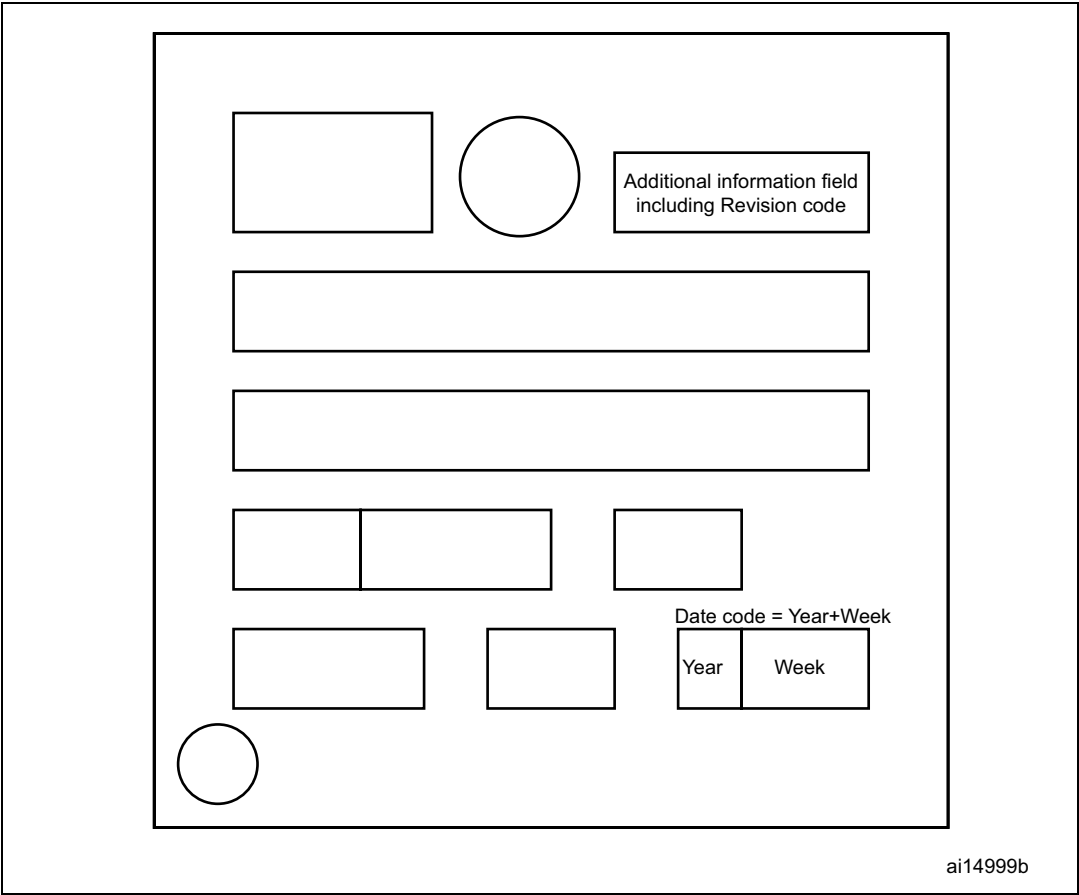 Additional information field
including Revision code
Date code = Year+Week
Year
Week
ai14999b